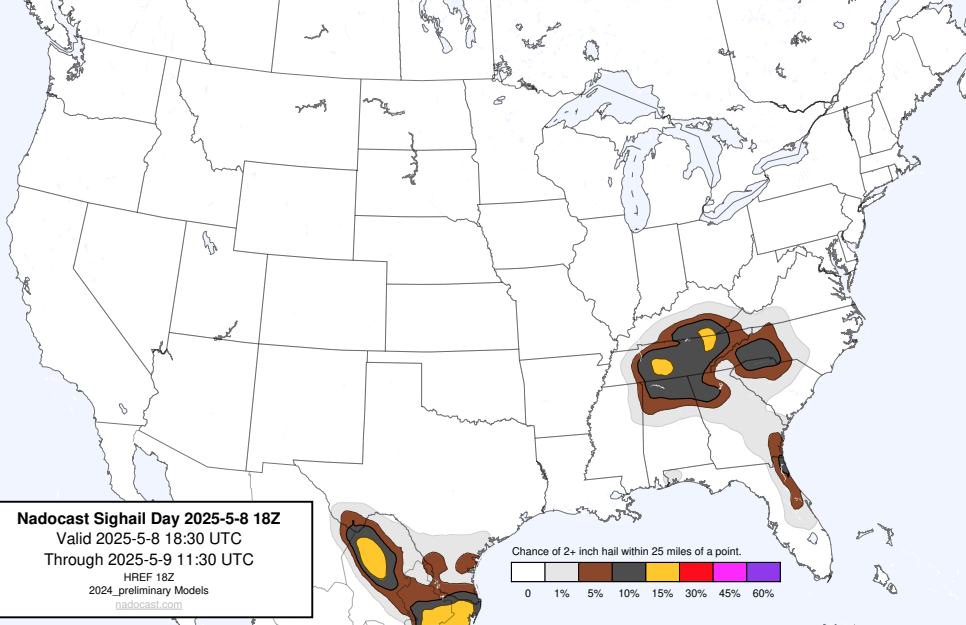 Nadocast Sighail Day 2025-5-8 18Z
Valid 2025-5-8 18:30 UTC
Through 2025-5-9 11:30 UTC
HREF 18Z
2024_preliminary Models
nadocast.com
Chance of 2+ inch hail within 25 miles of a point.
0 1% 5% 10% 15% 30% 45% 60%